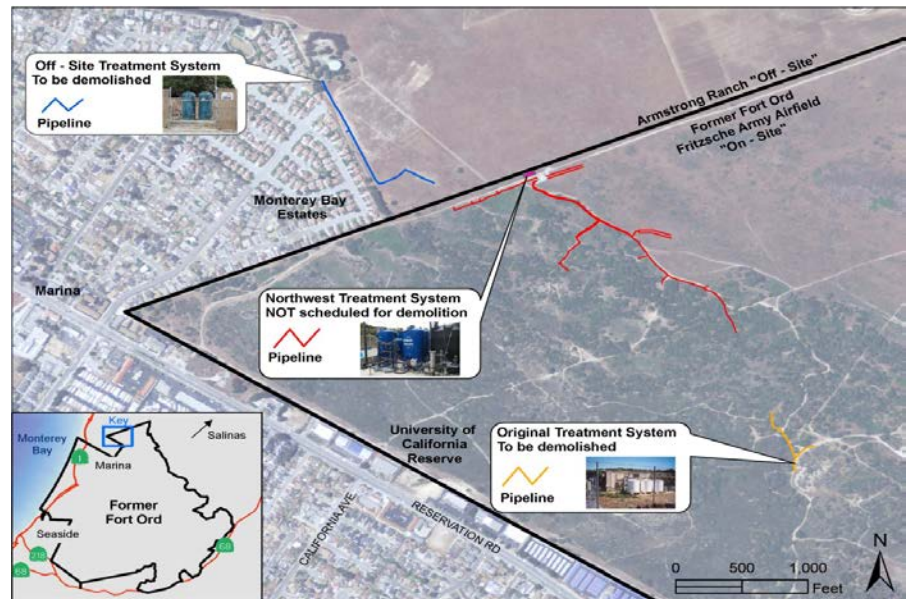 Off - Site Treatment System
To be demolished
Pipeline
Armstrong Ranch "Off - Site"
Former Fort Ord
Fritzsche Army Airfield
"On - Site"
Monterey Bay
Estates
Marina
Northwest Treatment System
NOT scheduled for demolition
Pipeline
University of
California
Reserve
Original Treatment System
To be demolished
Pipeline
CALIFORNIA AVE.
RESERVATION RD
Key
Salinas
Monterey
Bay
1
Marina
Former
Fort Ord
Seaside
218
68
68
N
0 500 1,000
Feet